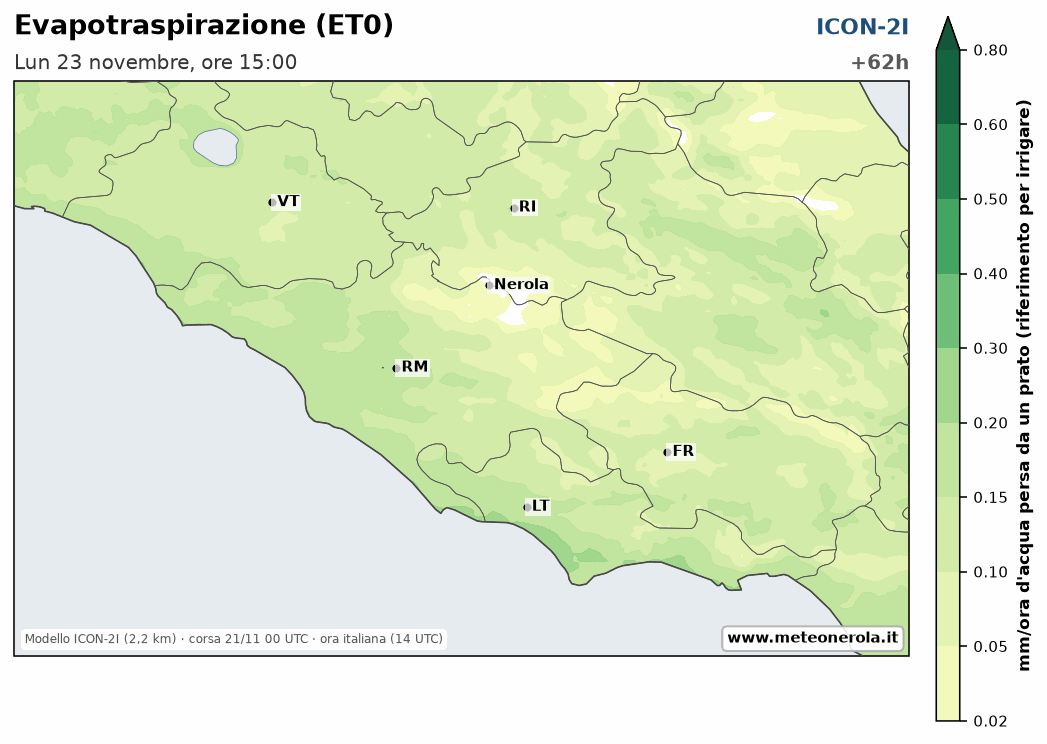 Evapotraspirazione (ET0)
ICON-2I
Lun 23 novembre, ore 15:00
+62h
VT
RI
Nerola
RM
FR
LT
Modello ICON-2I (2,2 km) · corsa 21/11 00 UTC · ora italiana (14 UTC)
www.meteonerola.it
0.80
0.60
0.50
0.40
0.30
0.20
0.15
0.10
0.05
0.02
mm/ora d'acqua persa da un prato (riferimento per irrigare)